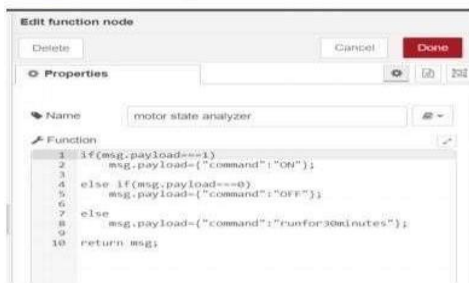 Edit function node
Delete Cancel Done
Properties
Name motor state analyzer
Function
1 if(msg.payload===1)
2 msg.payload={"command":"ON"};
3
4 else if(msg.payload===0)
5 msg.payload={"command":"OFF"};
6
7 else
8 msg.payload={"command":"runfor30minutes"};
9
10 return msg;